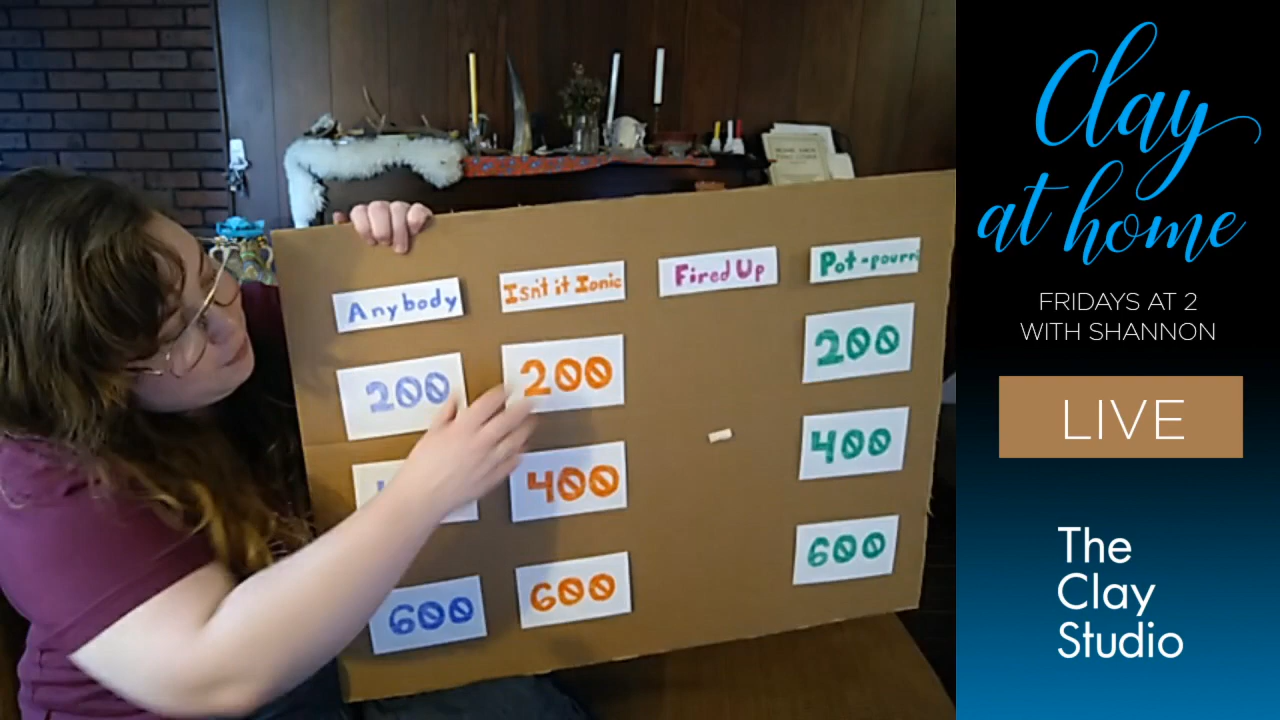 Anybody
Isn't it Ionic
Fired Up
Pot-pourri
200
200
200
400
400
600
600
600
Clay
at home
FRIDAYS AT 2
WITH SHANNON
LIVE
The
Clay
Studio